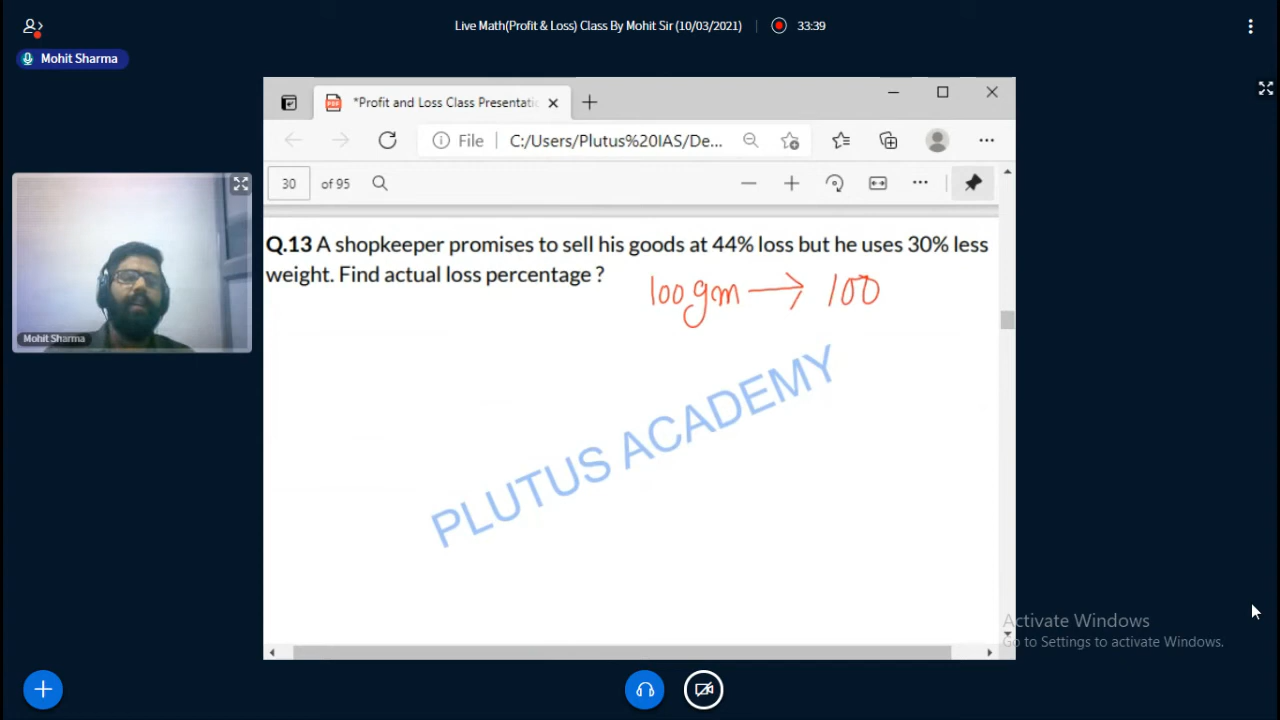 Live Math(Profit & Loss) Class By Mohit Sir (10/03/2021)
33:39
Mohit Sharma
*Profit and Loss Class Presentatic
File
C:/Users/Plutus%20IAS/De...
30 of 95
Q.13 A shopkeeper promises to sell his goods at 44% loss but he uses 30% less
weight. Find actual loss percentage ?
100gm → 100
Mohit Sharma
PLUTUS ACADEMY
Activate Windows
Go to Settings to activate Windows.